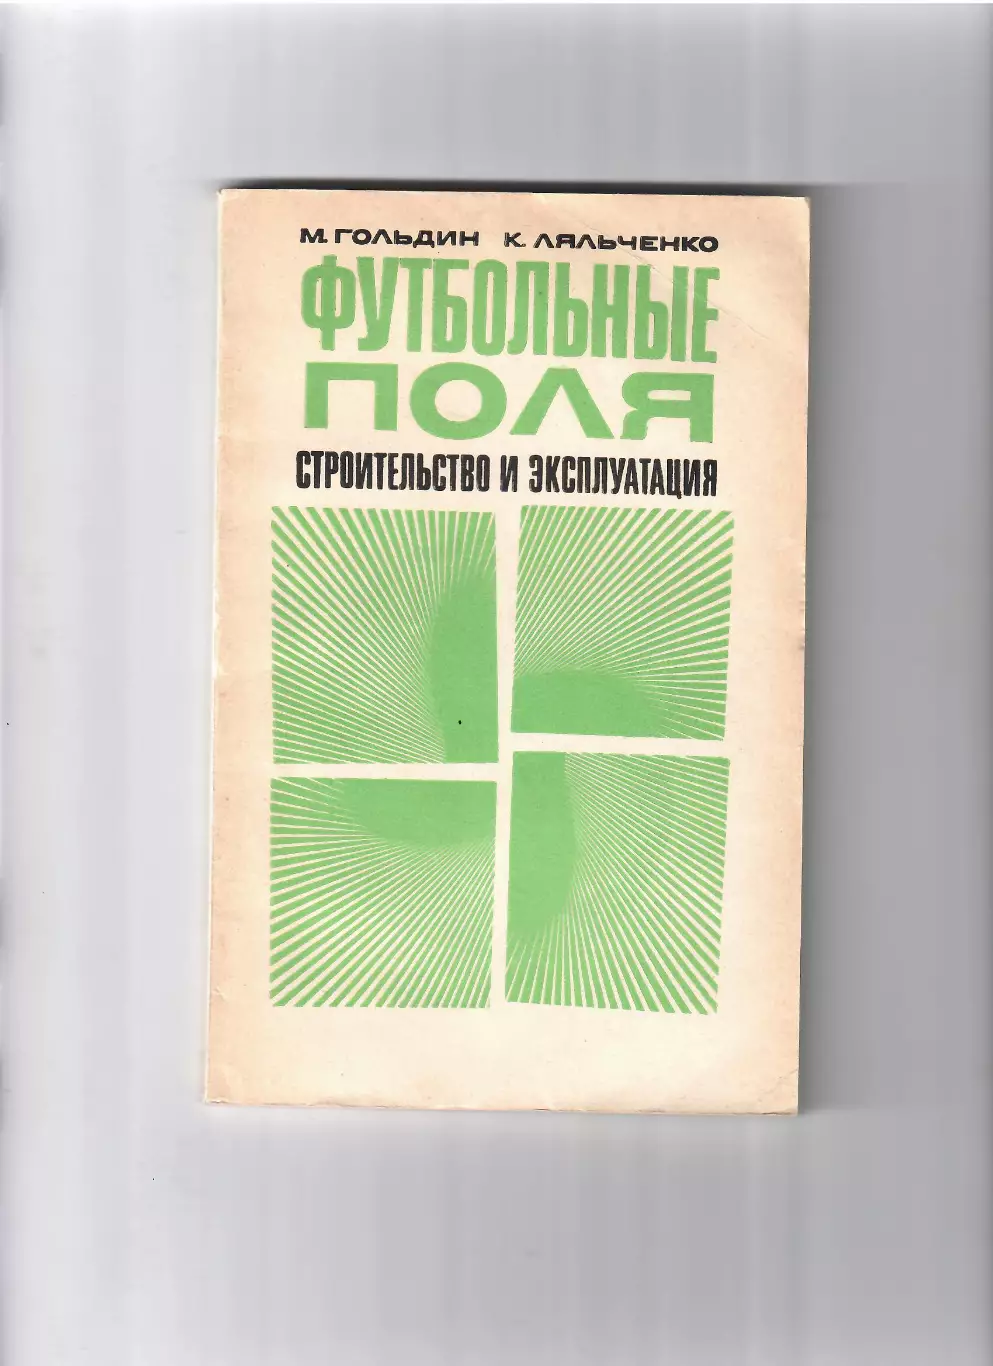 М. ГОЛЬДИН К. ЛЯЛЬЧЕНКО
ФУТБОЛЬНЫЕ
ПОЛЯ
СТРОИТЕЛЬСТВО И ЭКСПЛУАТАЦИЯ